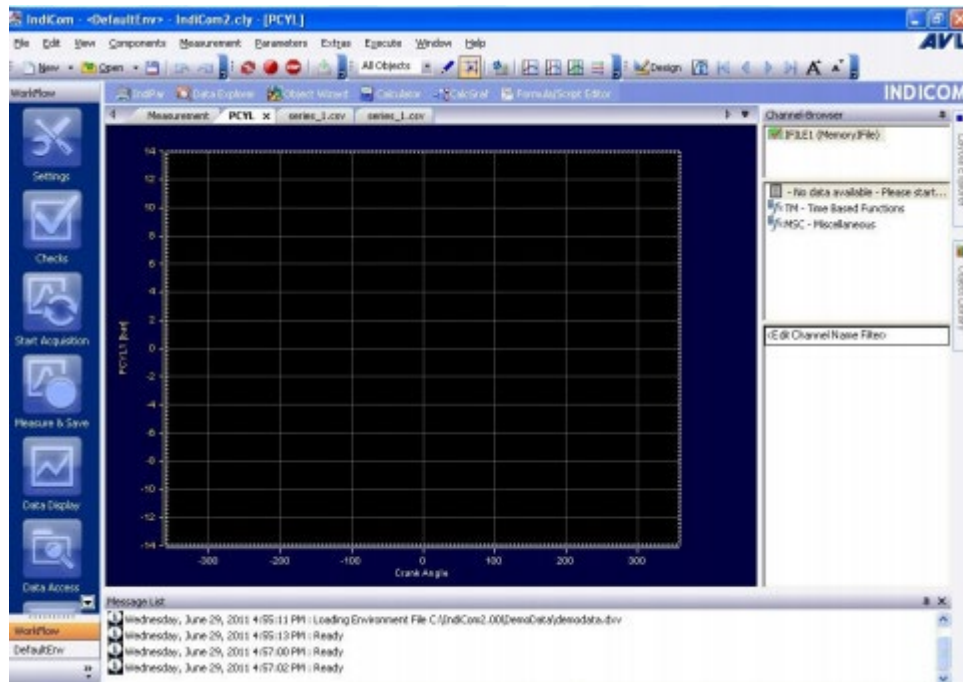 IndiCom - <DefaultEnv> - IndiCom2.cly - [PCYL]
File Edit View Components Measurement Parameters Extras Execute Window Help
AVL
New Open All Objects Design
Workflow IndiPar Data Explorer Object Wizard Calculator CalcGraf Formula/Script Editor INDICOM
Measurement PCYL x series_1.csv series_1.csv
Channel-Browser
IFILE1 (MemoryIFile)
- No data available - Please start...
TM - Time Based Functions
MSC - Miscellaneous
<Edit Channel Name Filter>
Layout Explorer
Object Library
Settings
Checks
Start Acquisition
Measure & Save
Data Display
Data Access
Workflow
DefaultEnv
14
12
10
8
6
4
2
0
-2
-4
-6
-8
-10
-12
-14
PCYL1 [bar]
-300 -200 -100 0 100 200 300
Crank Angle
Message List
Wednesday, June 29, 2011 4:55:11 PM : Loading Environment File C:\IndiCom2.00\DemoData\demodata.dxv
Wednesday, June 29, 2011 4:55:13 PM : Ready
Wednesday, June 29, 2011 4:57:00 PM : Ready
Wednesday, June 29, 2011 4:57:02 PM : Ready